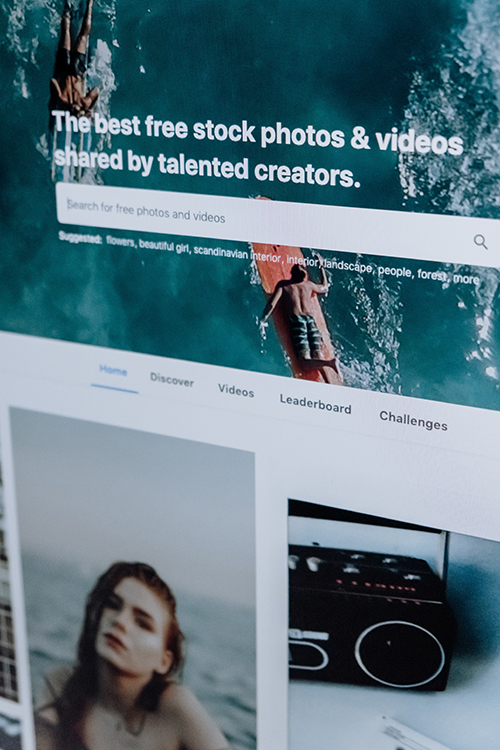 The best free stock photos & videos
shared by talented creators.
Search for free photos and videos
Suggested: flowers, beautiful girl, scandinavian interior, interior, landscape, people, forest, more
Home Discover Videos Leaderboard Challenges